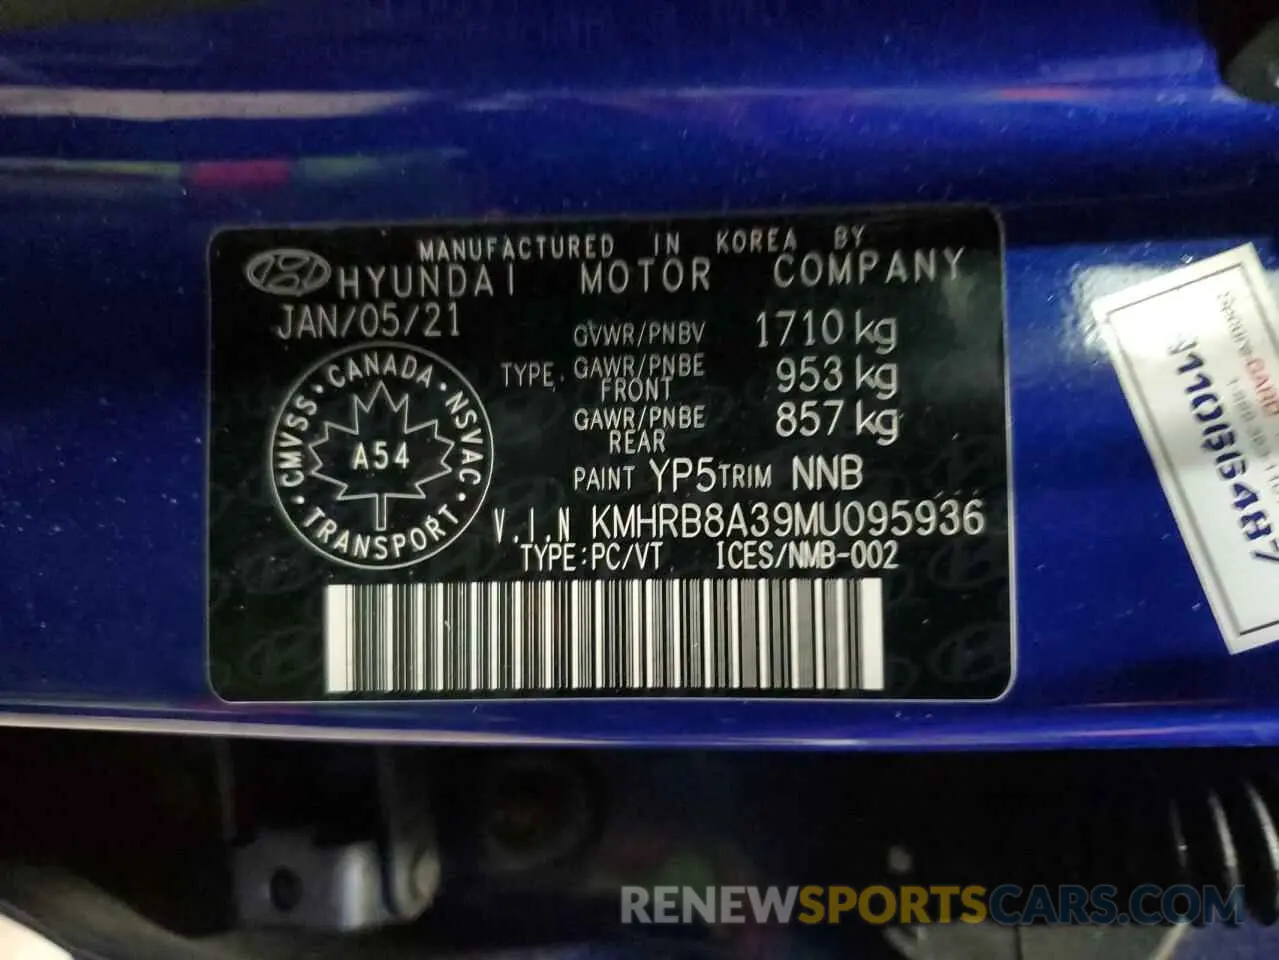 MANUFACTURED IN KOREA BY
HYUNDAI MOTOR COMPANY
JAN/05/21
GVWR/PNBV 1710 kg
TYPE. GAWR/PNBE FRONT 953 kg
GAWR/PNBE REAR 857 kg
PAINT YP5 TRIM NNB
V.I.N KMHRB8A39MU095936
TYPE:PC/VT ICES/NMB-002
CANADA · NSVAC · TRANSPORT · CMVSS ·
A54
RENEWSPORTSCARS.COM